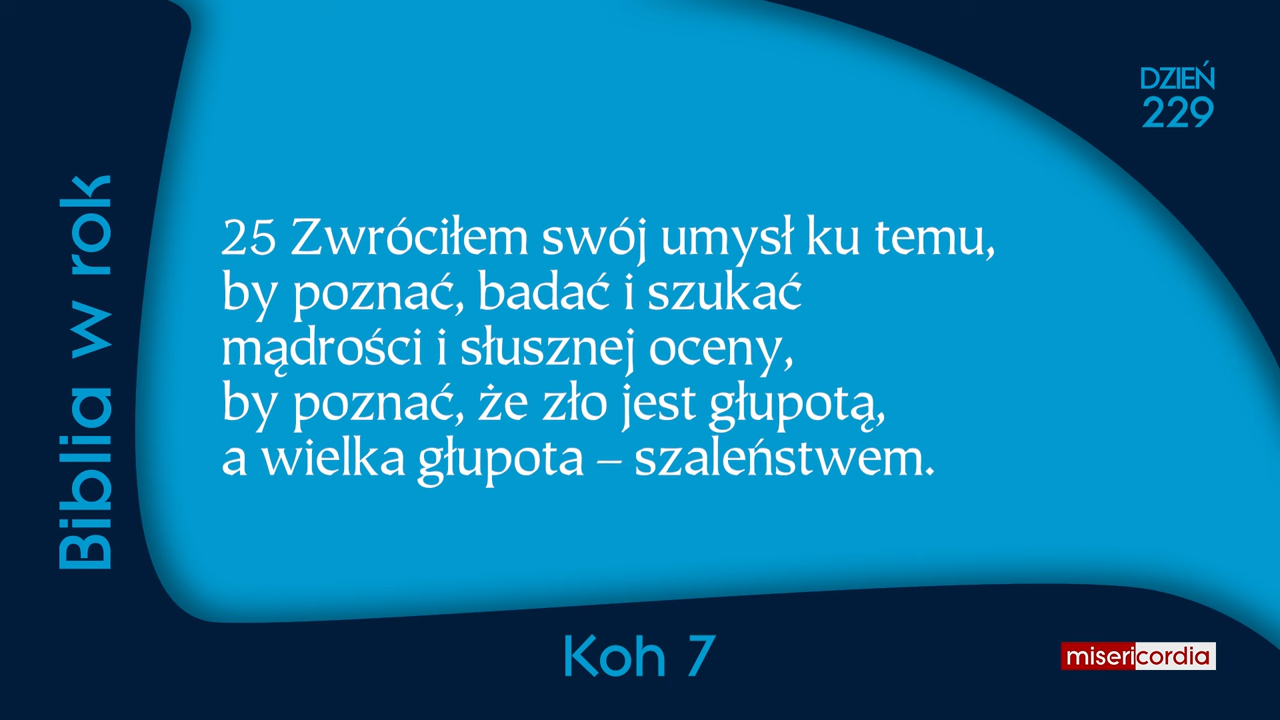 DZIEŃ
229
Biblia w rok
25 Zwróciłem swój umysł ku temu,
by poznać, badać i szukać
mądrości i słusznej oceny,
by poznać, że zło jest głupotą,
a wielka głupota – szaleństwem.
Koh 7
misericordia